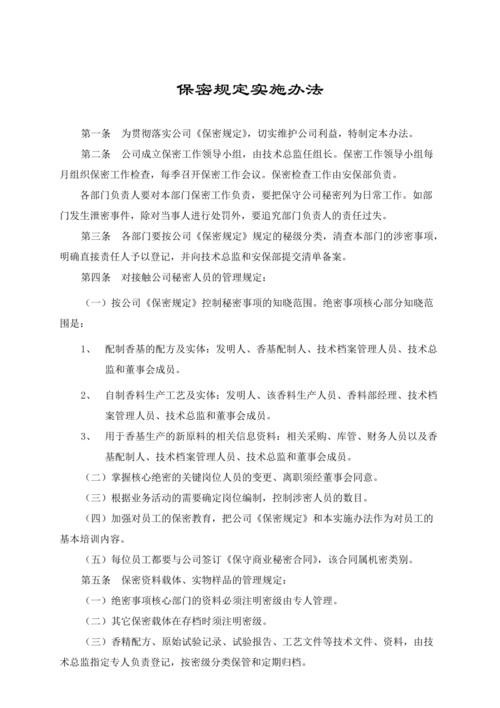 保密规定实施办法
第一条　为贯彻落实公司《保密规定》，切实维护公司利益，特制定本办法。
第二条　公司成立保密工作领导小组，由技术总监任组长。保密工作领导小组每
月组织保密工作检查，每季召开保密工作会议。保密检查工作由安保部负责。
各部门负责人要对本部门保密工作负责，要把保守公司秘密列为日常工作。如部
门发生泄密事件，除对当事人进行处罚外，要追究部门负责人的责任过失。
第三条　各部门要按公司《保密规定》规定的秘级分类，清查本部门的涉密事项，
明确直接责任人予以登记，并向技术总监和安保部提交清单备案。
第四条　对接触公司秘密人员的管理规定：
（一）按公司《保密规定》控制秘密事项的知晓范围。绝密事项核心部分知晓范
围是：
1、　配制香基的配方及实体：发明人、香基配制人、技术档案管理人员、技术总
监和董事会成员。
2、　自制香料生产工艺及实体：发明人、该香料生产人员、香料部经理、技术档
案管理人员、技术总监和董事会成员。
3、　用于香基生产的新原料的相关信息资料：相关采购、库管、财务人员以及香
基配制人、技术档案管理人员、技术总监和董事会成员。
（二）掌握核心绝密的关键岗位人员的变更、离职须经董事会同意。
（三）根据业务活动的需要确定岗位编制，控制涉密人员的数目。
（四）加强对员工的保密教育，把公司《保密规定》和本实施办法作为对员工的
基本培训内容。
（五）每位员工都要与公司签订《保守商业秘密合同》，该合同属机密类别。
第五条　保密资料载体、实物样品的管理规定：
（一）绝密事项核心部门的资料必须注明密级由专人管理。
（二）其它保密载体在存档时须注明密级。
（三）香精配方、原始试验记录、试验报告、工艺文件等技术文件、资料，由技
术总监指定专人负责登记，按密级分类保管和定期归档。